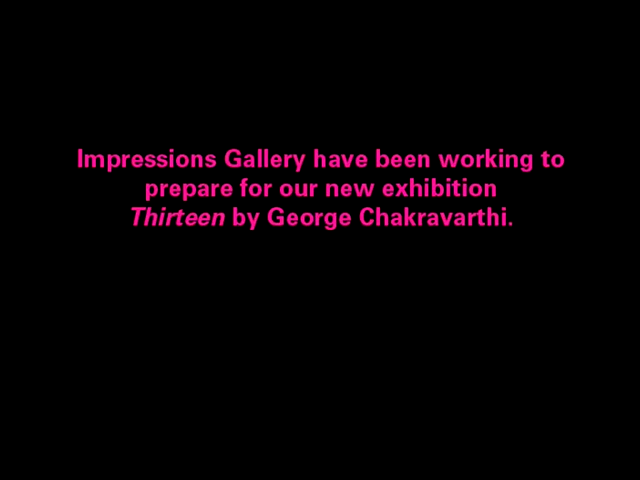 Impressions Gallery have been working to
prepare for our new exhibition
Thirteen by George Chakravarthi.